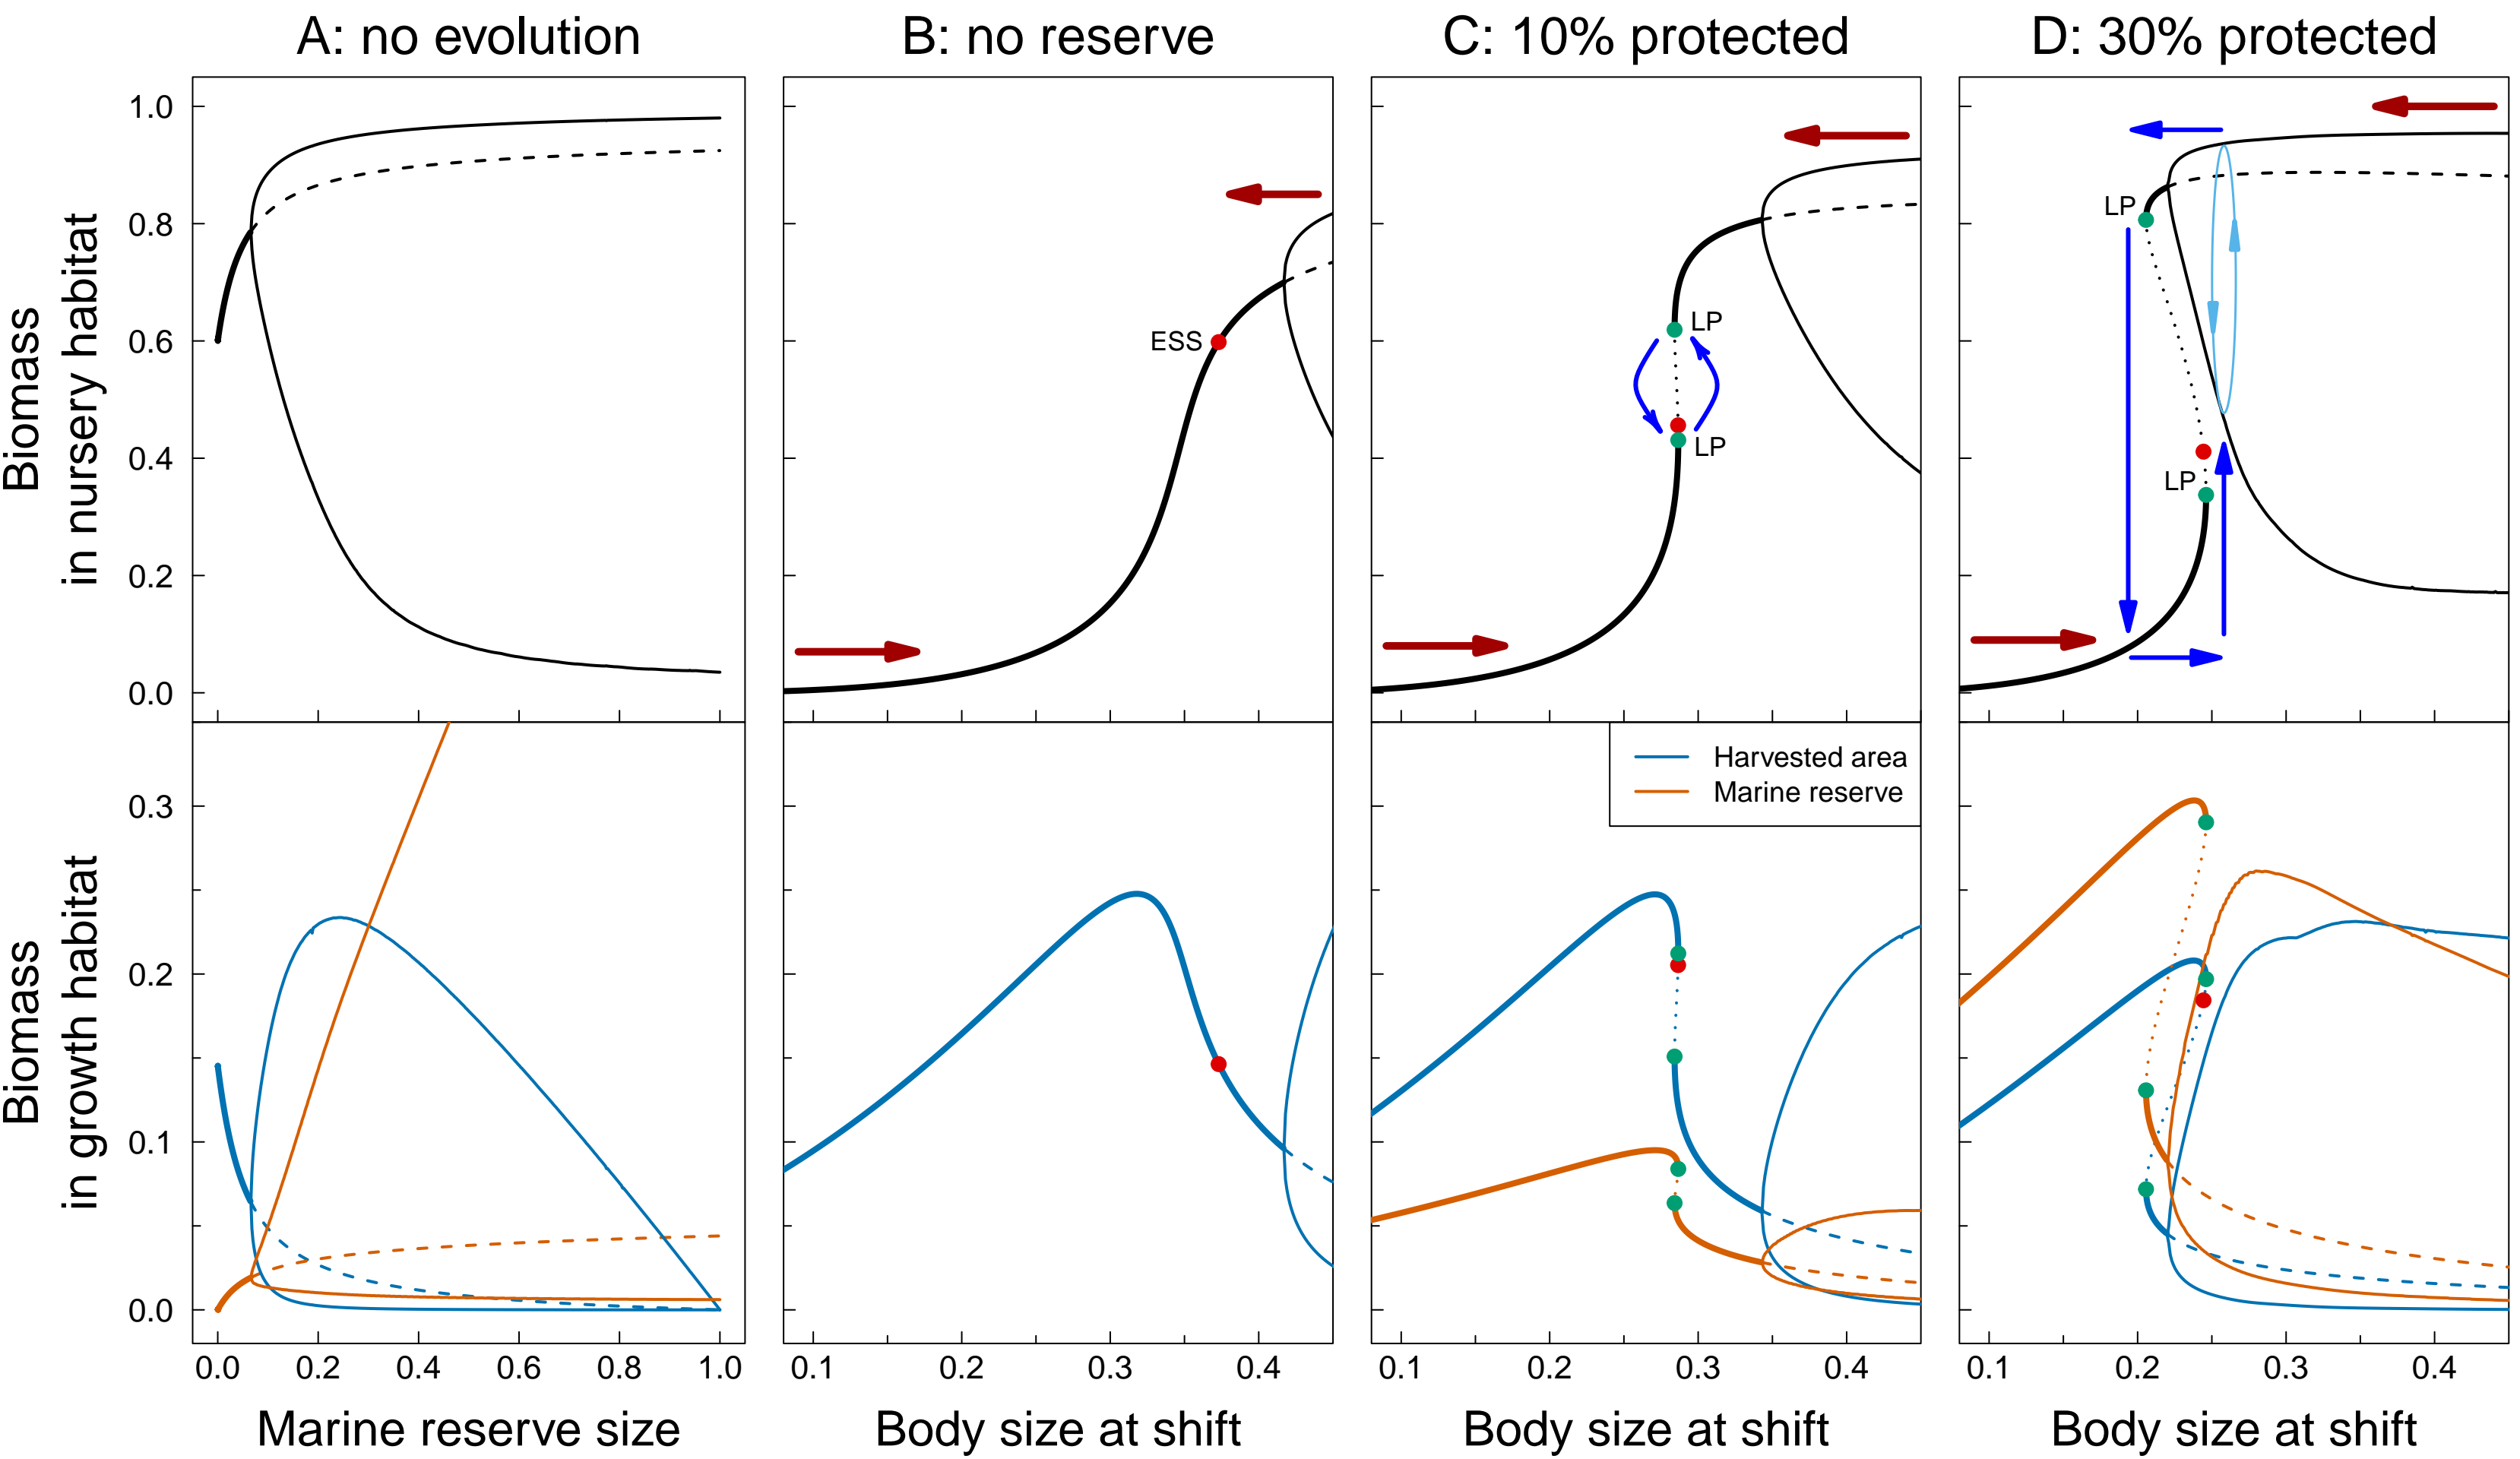 A: no evolution
B: no reserve
C: 10% protected
D: 30% protected
Biomass
in nursery habitat
1.0
0.8
0.6
0.4
0.2
0.0
ESS
LP
LP
LP
LP
Biomass
in growth habitat
0.3
0.2
0.1
0.0
Harvested area
Marine reserve
0.0 0.2 0.4 0.6 0.8 1.0
0.1 0.2 0.3 0.4
0.1 0.2 0.3 0.4
0.1 0.2 0.3 0.4
Marine reserve size
Body size at shift
Body size at shift
Body size at shift